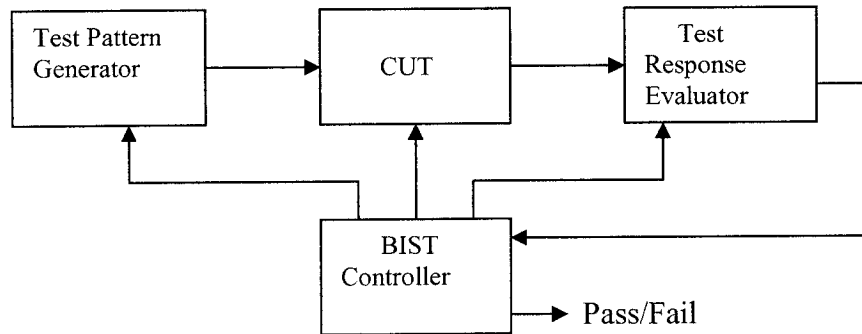 Test Pattern
Generator
CUT
Test
Response
Evaluator
BIST
Controller
Pass/Fail